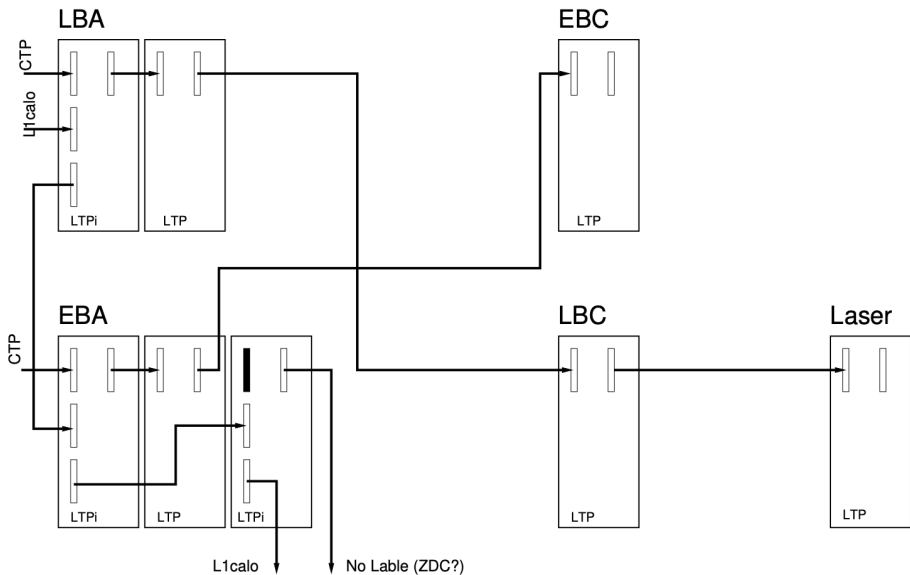 LBA
EBC
CTP
L1calo
LTPi
LTP
LTP
EBA
LBC
Laser
CTP
LTPi
LTP
LTPi
LTP
LTP
L1calo
No Lable (ZDC?)